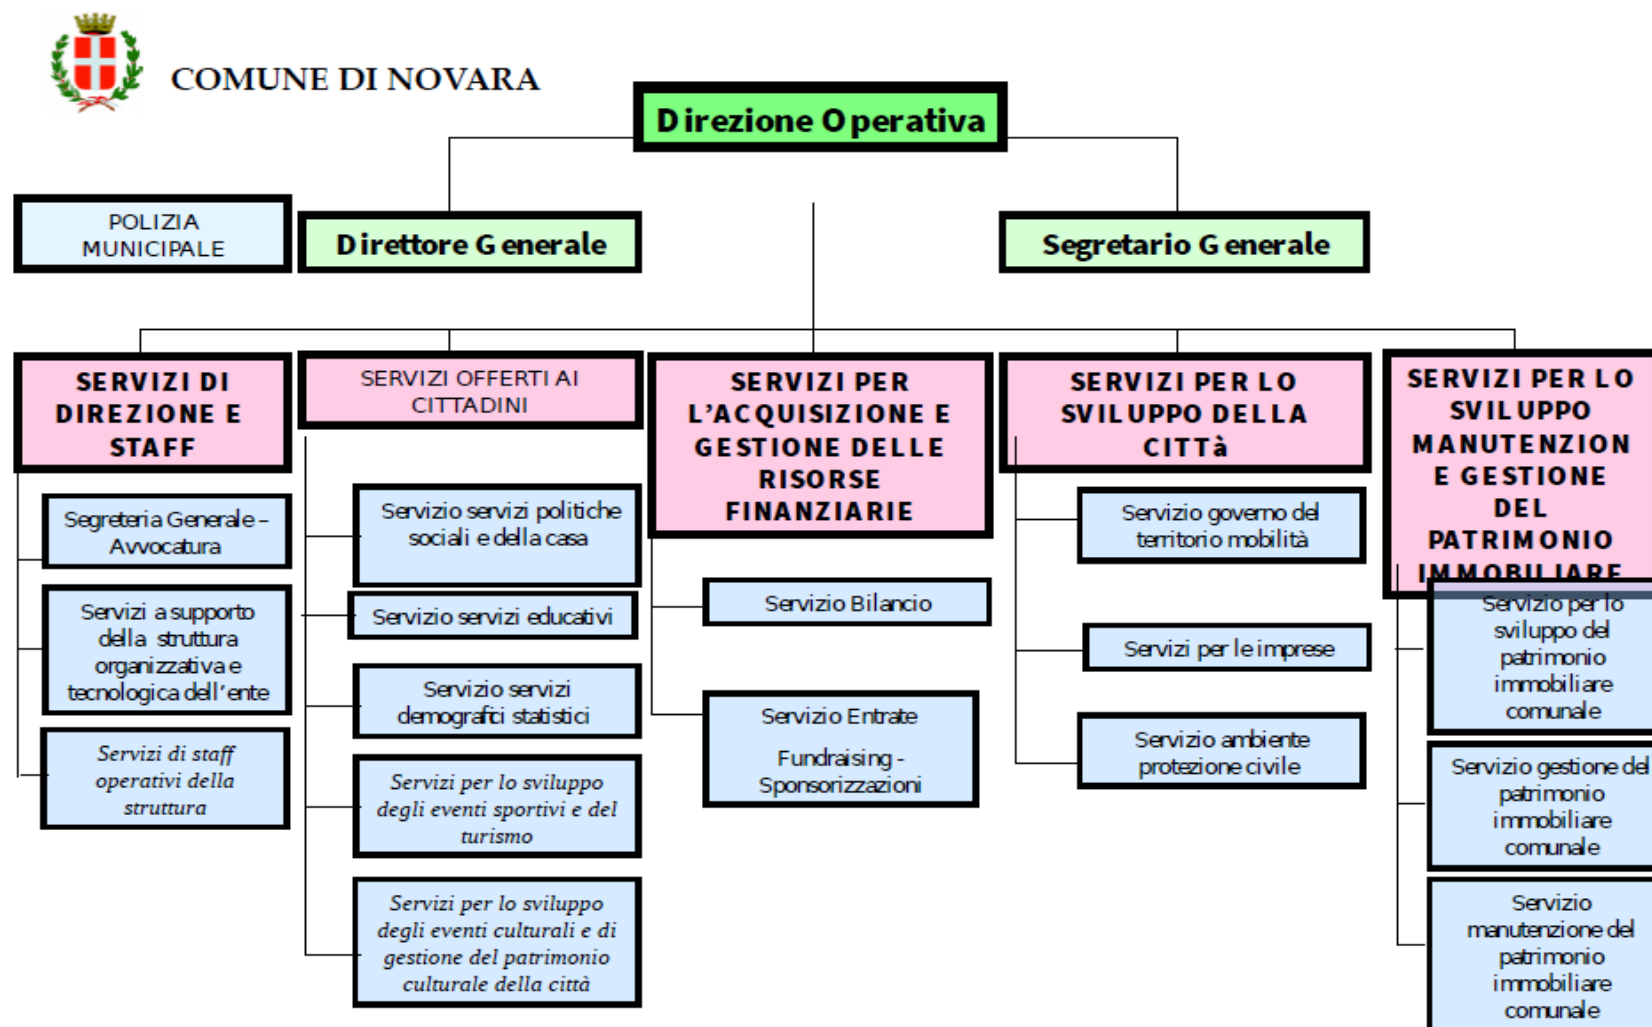 COMUNE DI NOVARA
Direzione Operativa
POLIZIA
MUNICIPALE
Direttore Generale
Segretario Generale
SERVIZI DI
DIREZIONE E
STAFF
Segreteria Generale –
Avvocatura
Servizi a supporto
della struttura
organizzativa e
tecnologica dell'ente
Servizi di staff
operativi della
struttura
SERVIZI OFFERTI AI
CITTADINI
Servizio servizi politiche
sociali e della casa
Servizio servizi educativi
Servizio servizi
demografici statistici
Servizi per lo sviluppo
degli eventi sportivi e del
turismo
Servizi per lo sviluppo
degli eventi culturali e di
gestione del patrimonio
culturale della città
SERVIZI PER
L’ACQUISIZIONE E
GESTIONE DELLE
RISORSE
FINANZIARIE
Servizio Bilancio
Servizio Entrate
Fundraising -
Sponsorizzazioni
SERVIZI PER LO
SVILUPPO DELLA
CITTà
Servizio governo del
territorio mobilità
Servizi per le imprese
Servizio ambiente
protezione civile
SERVIZI PER LO
SVILUPPO
MANUTENZION
E GESTIONE
DEL
PATRIMONIO
IMMOBILIARE
Servizio per lo
sviluppo del
patrimonio
immobiliare
comunale
Servizio gestione del
patrimonio
immobiliare
comunale
Servizio
manutenzione del
patrimonio
immobiliare
comunale